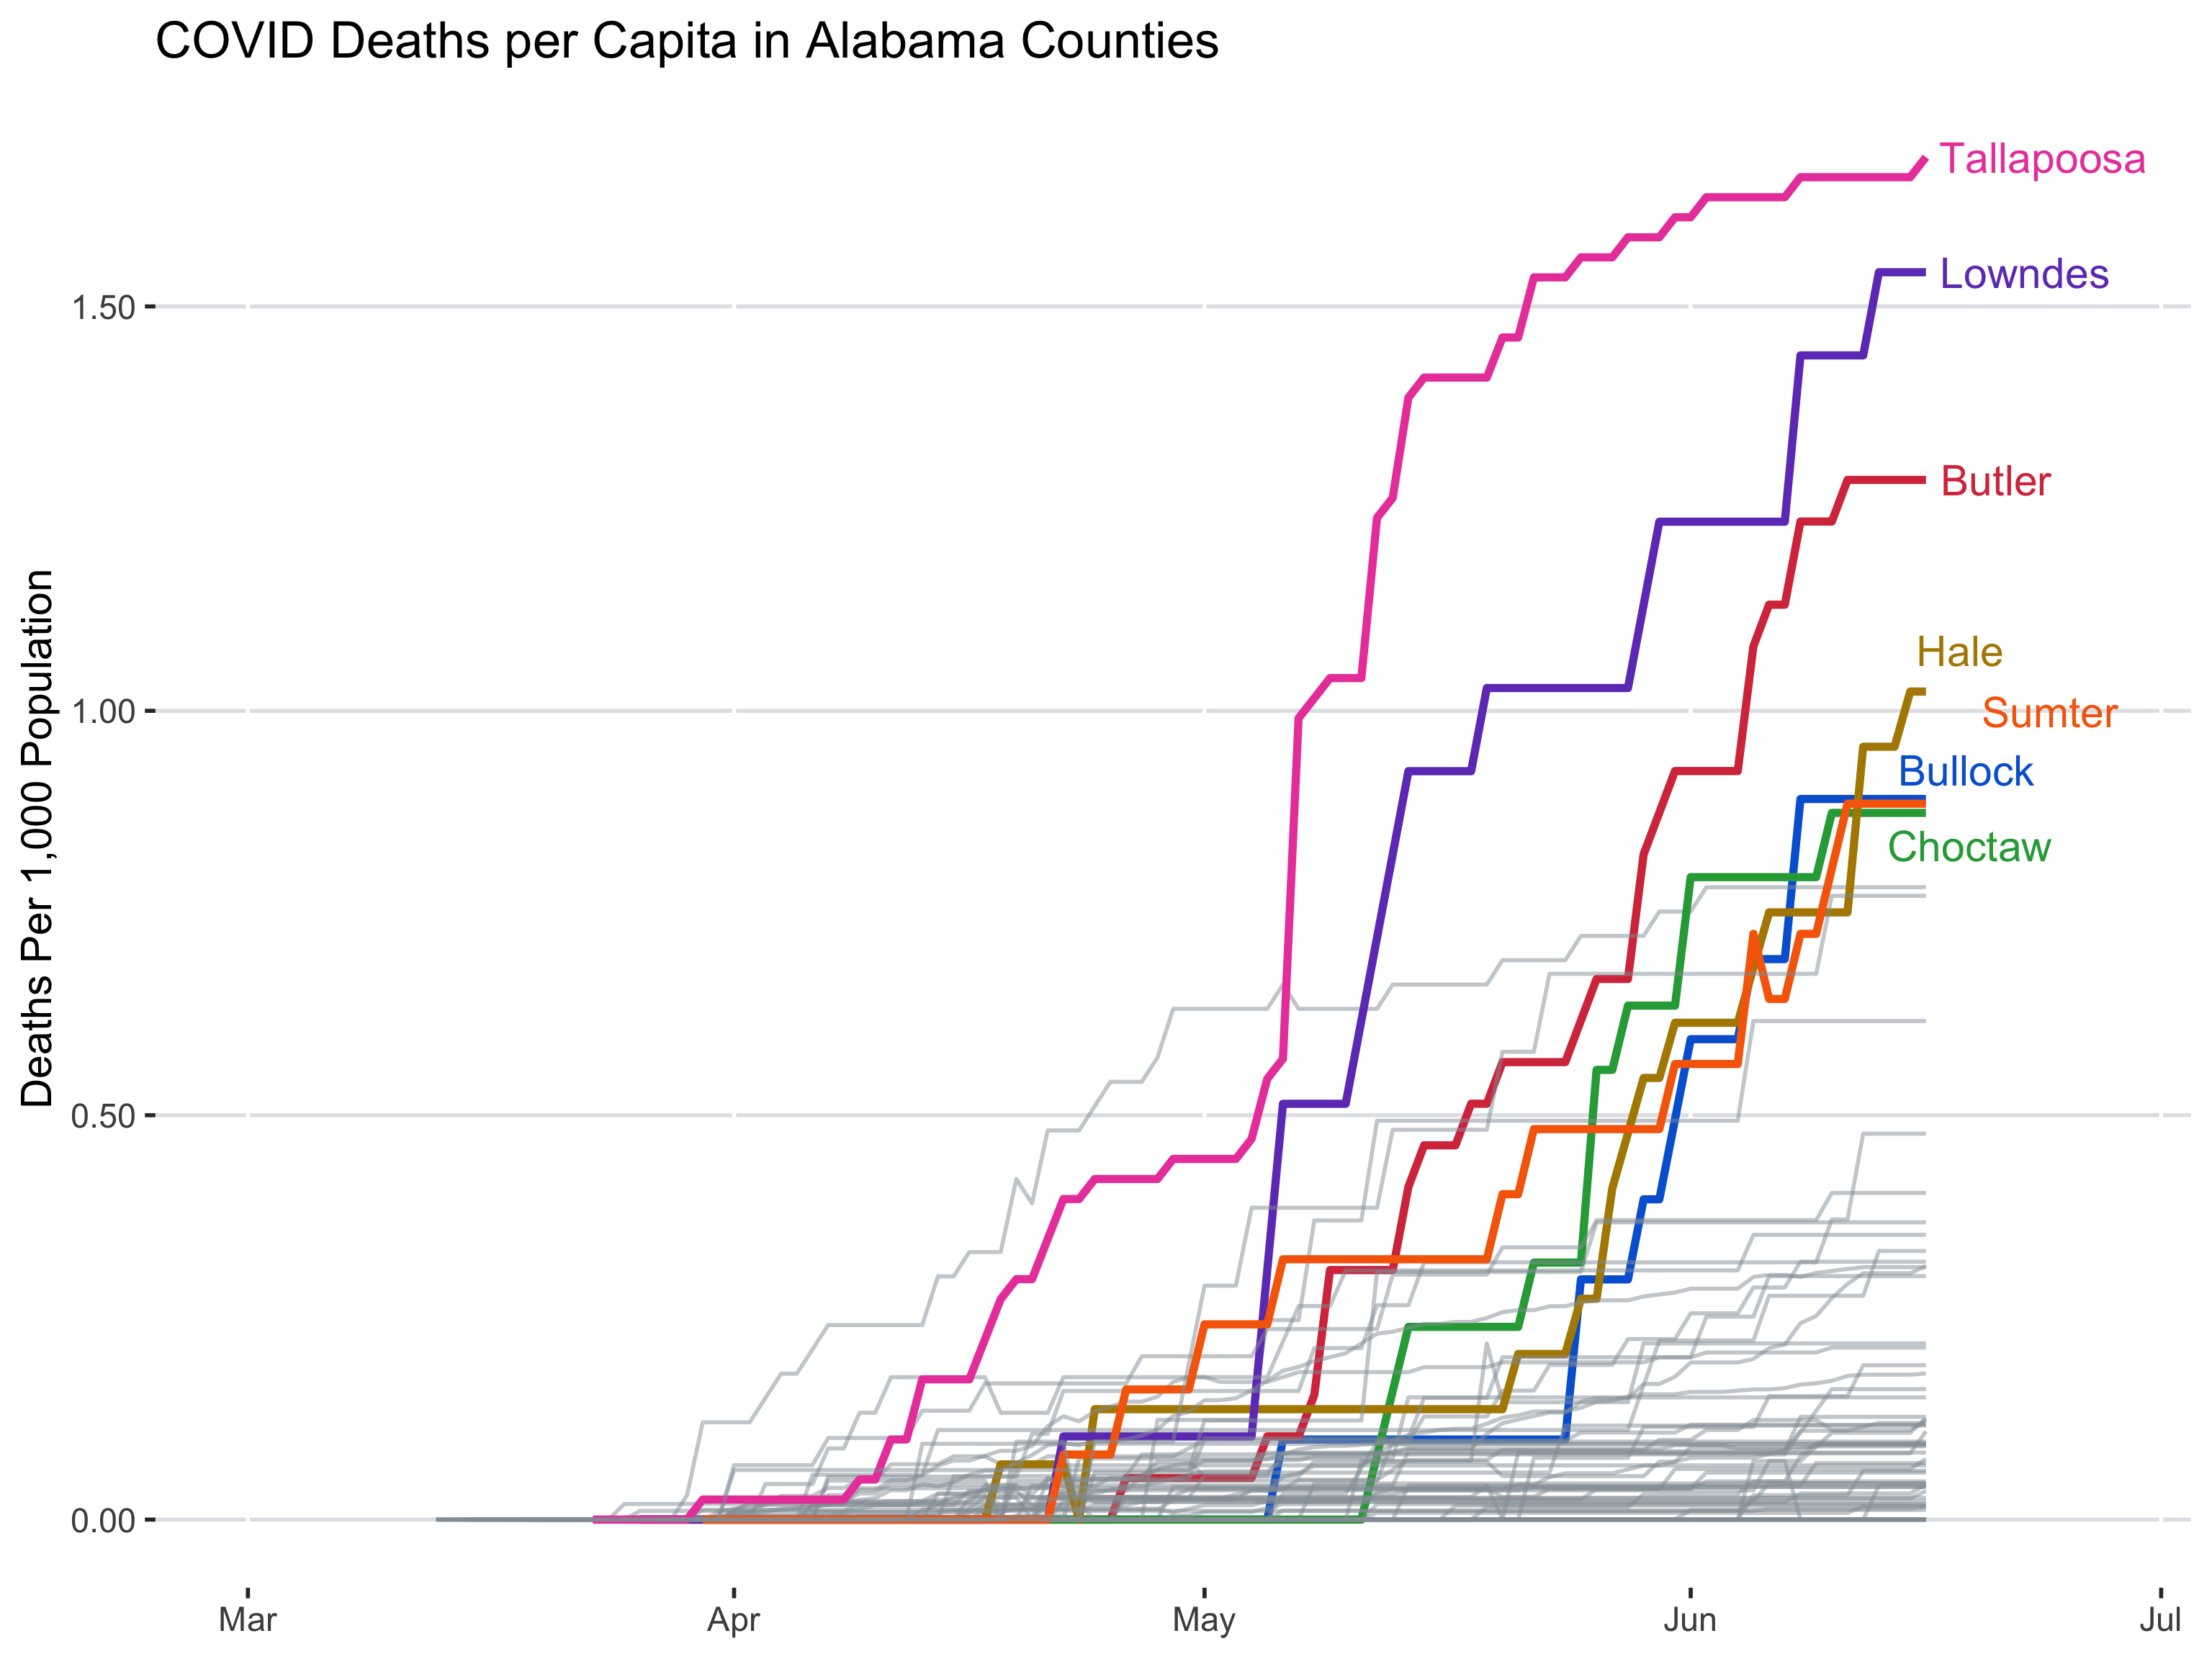 COVID Deaths per Capita in Alabama Counties
Deaths Per 1,000 Population
1.50
1.00
0.50
0.00
Tallapoosa
Lowndes
Butler
Hale
Sumter
Bullock
Choctaw
Mar Apr May Jun Jul